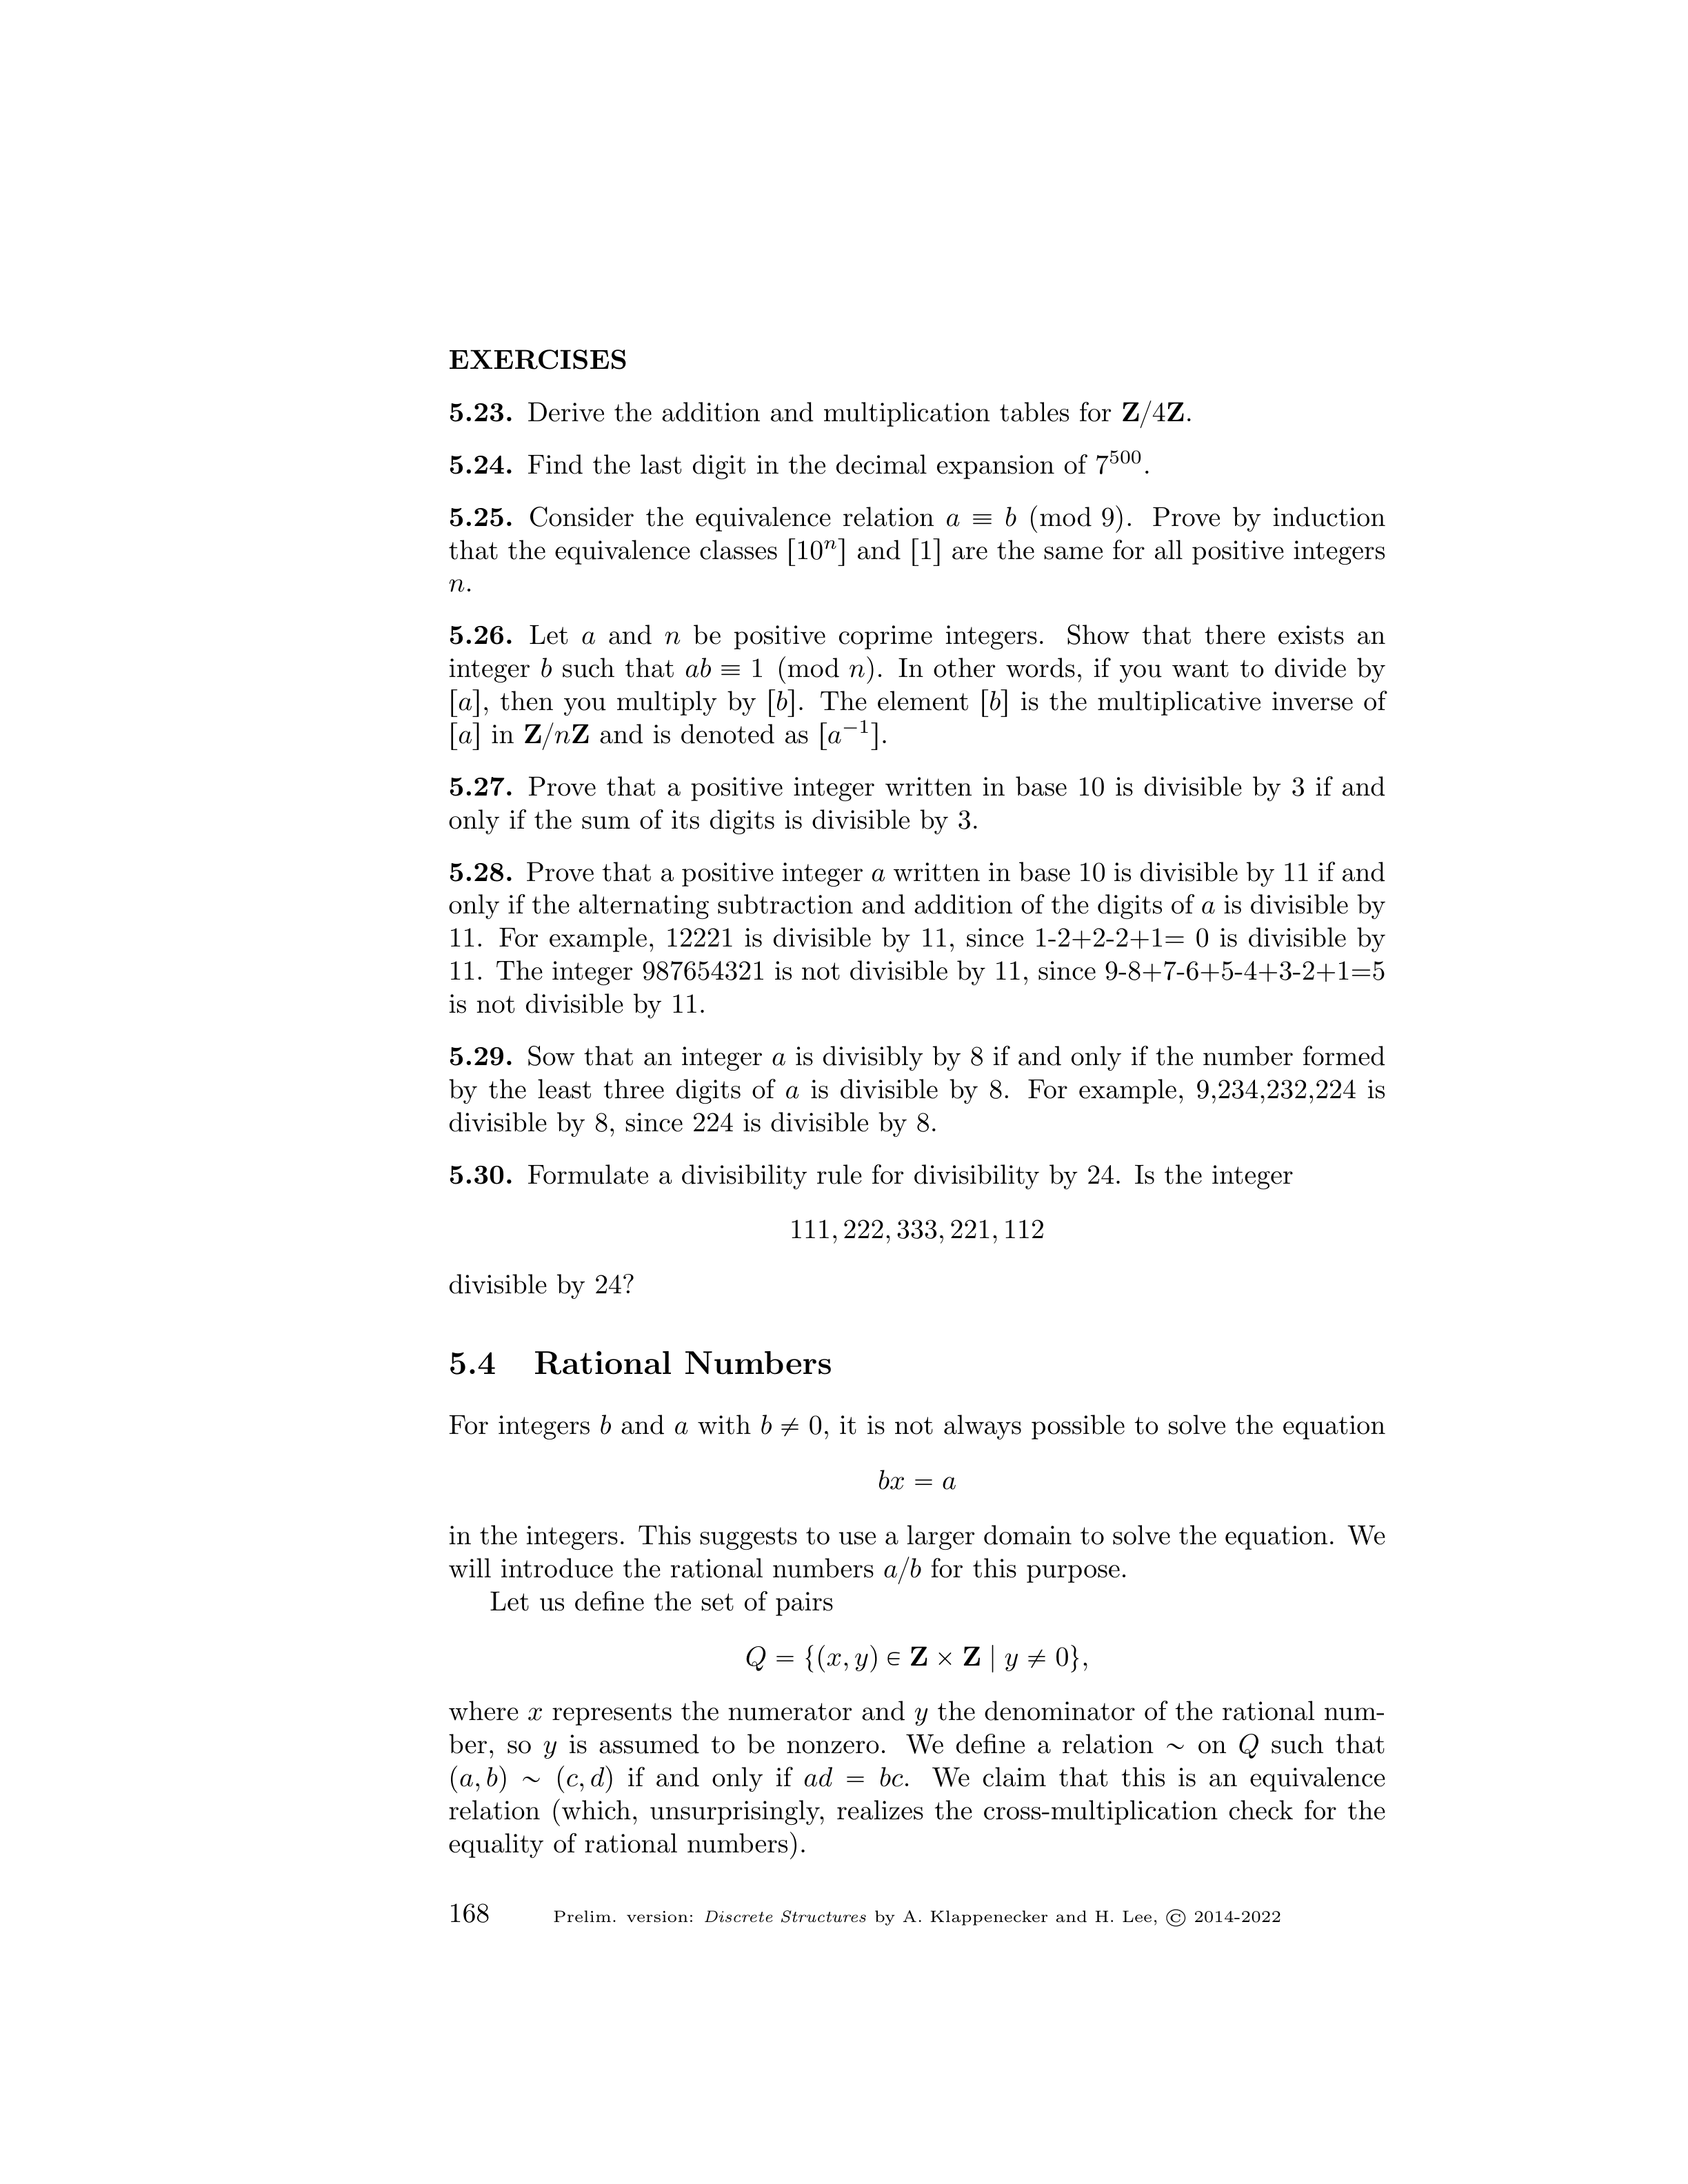 EXERCISES
5.23. Derive the addition and multiplication tables for Z/4Z.
5.24. Find the last digit in the decimal expansion of 7^500.
5.25. Consider the equivalence relation a ≡ b (mod 9). Prove by induction
that the equivalence classes [10^n] and [1] are the same for all positive integers
n.
5.26. Let a and n be positive coprime integers. Show that there exists an
integer b such that ab ≡ 1 (mod n). In other words, if you want to divide by
[a], then you multiply by [b]. The element [b] is the multiplicative inverse of
[a] in Z/nZ and is denoted as [a^−1].
5.27. Prove that a positive integer written in base 10 is divisible by 3 if and
only if the sum of its digits is divisible by 3.
5.28. Prove that a positive integer a written in base 10 is divisible by 11 if and
only if the alternating subtraction and addition of the digits of a is divisible by
11. For example, 12221 is divisible by 11, since 1-2+2-2+1= 0 is divisible by
11. The integer 987654321 is not divisible by 11, since 9-8+7-6+5-4+3-2+1=5
is not divisible by 11.
5.29. Sow that an integer a is divisibly by 8 if and only if the number formed
by the least three digits of a is divisible by 8. For example, 9,234,232,224 is
divisible by 8, since 224 is divisible by 8.
5.30. Formulate a divisibility rule for divisibility by 24. Is the integer
111, 222, 333, 221, 112
divisible by 24?
5.4 Rational Numbers
For integers b and a with b ≠ 0, it is not always possible to solve the equation
bx = a
in the integers. This suggests to use a larger domain to solve the equation. We
will introduce the rational numbers a/b for this purpose.
Let us define the set of pairs
Q = {(x, y) ∈ Z × Z | y ≠ 0},
where x represents the numerator and y the denominator of the rational num-
ber, so y is assumed to be nonzero. We define a relation ∼ on Q such that
(a, b) ∼ (c, d) if and only if ad = bc. We claim that this is an equivalence
relation (which, unsurprisingly, realizes the cross-multiplication check for the
equality of rational numbers).
168 Prelim. version: Discrete Structures by A. Klappenecker and H. Lee, © 2014-2022